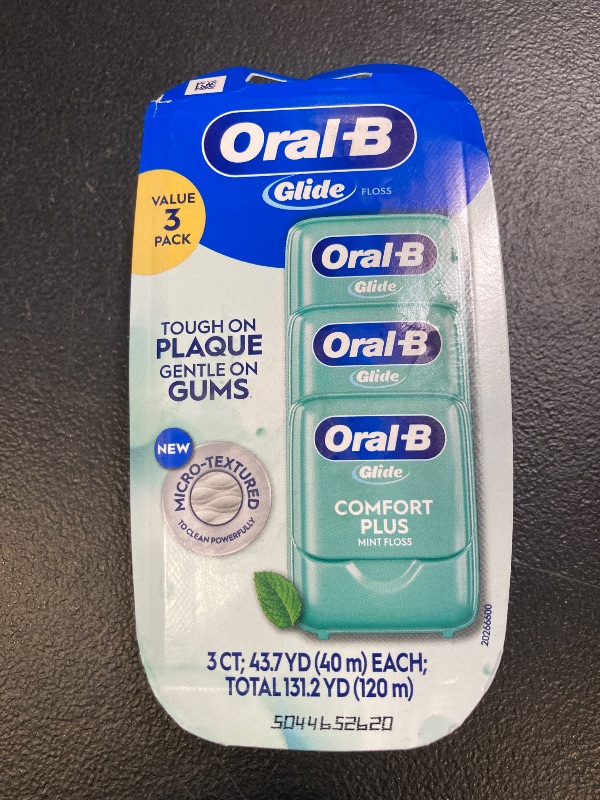 Oral-B
Glide FLOSS
VALUE
3
PACK
Oral-B
Glide
TOUGH ON
PLAQUE
GENTLE ON
GUMS
Oral-B
Glide
NEW
MICRO-TEXTURED
TO CLEAN POWERFULLY
Oral-B
Glide
COMFORT
PLUS
MINT FLOSS
20266600
3 CT; 43.7 YD (40 m) EACH;
TOTAL 131.2 YD (120 m)
5044652620